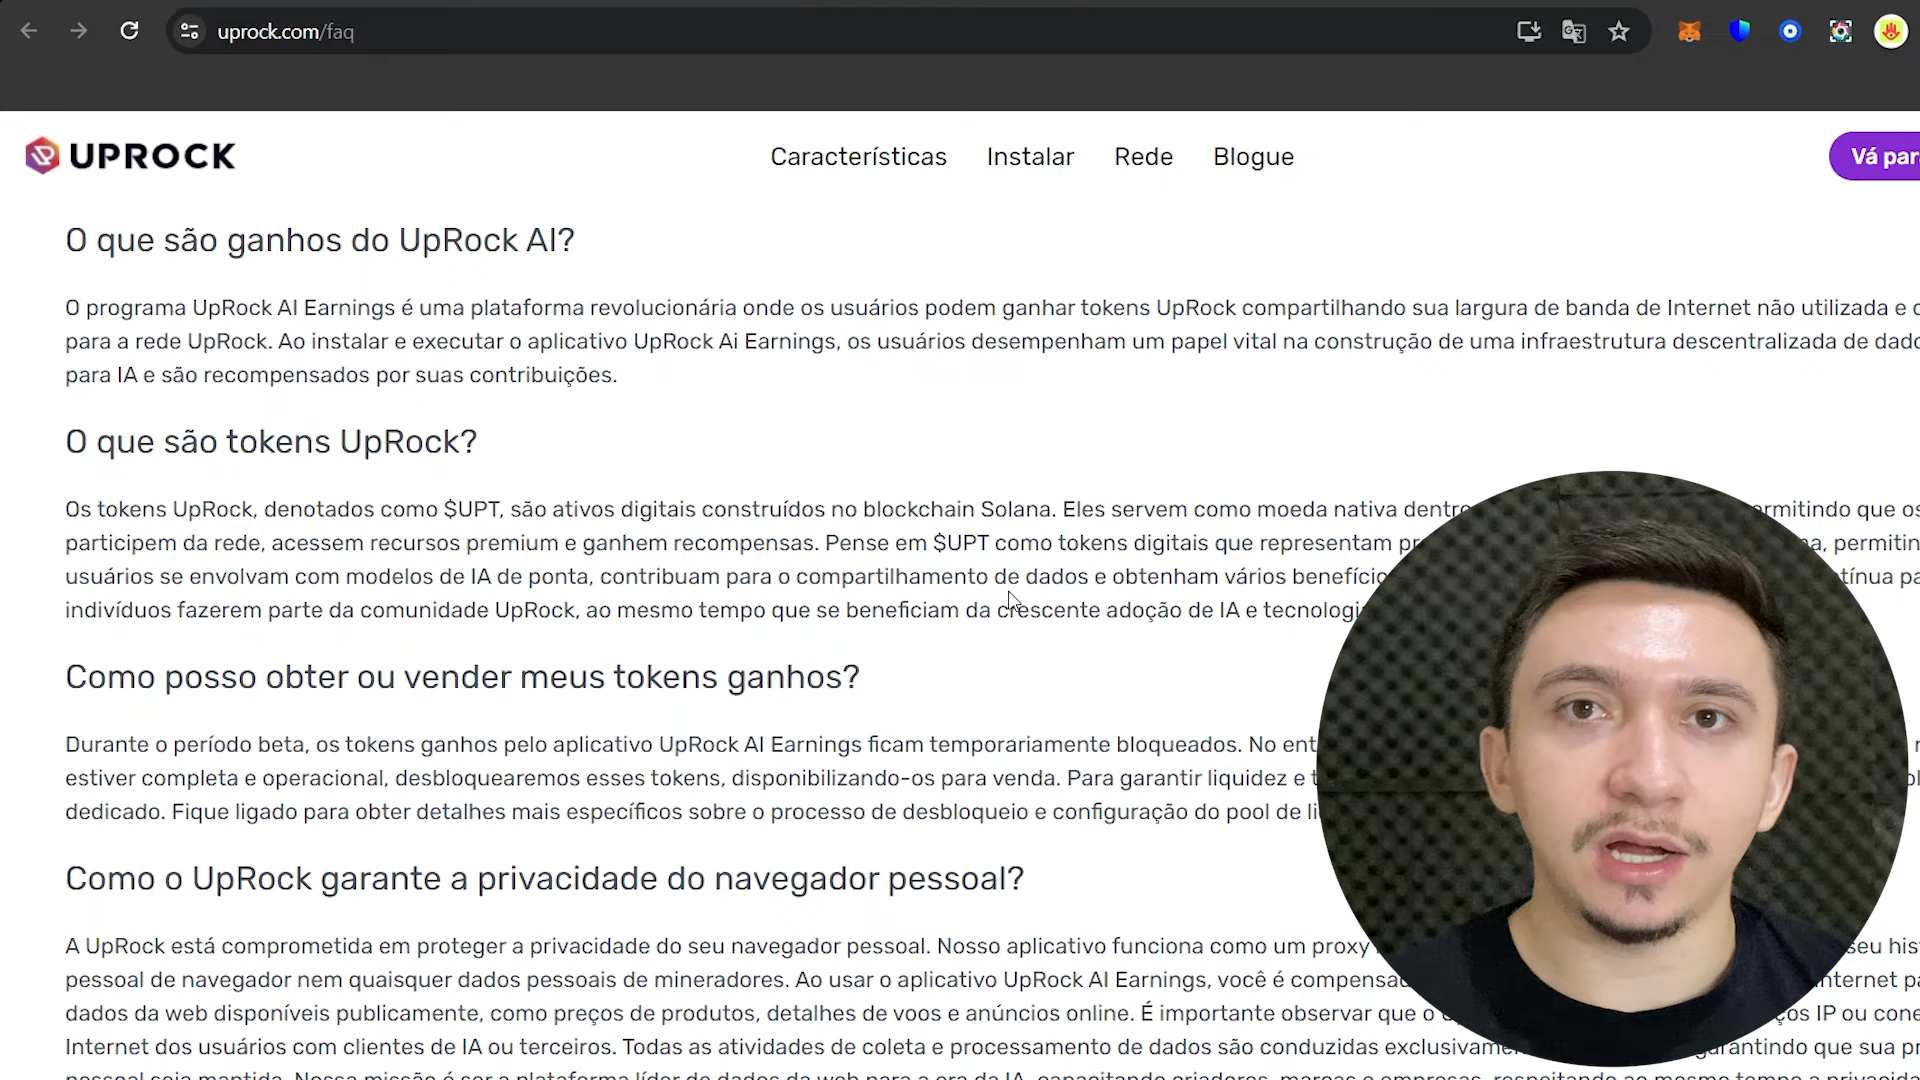 uprock.com/faq
UPROCK
Características Instalar Rede Blogue
Vá par
O que são ganhos do UpRock AI?
O programa UpRock AI Earnings é uma plataforma revolucionária onde os usuários podem ganhar tokens UpRock compartilhando sua largura de banda de Internet não utilizada e
para a rede UpRock. Ao instalar e executar o aplicativo UpRock Ai Earnings, os usuários desempenham um papel vital na construção de uma infraestrutura descentralizada de
para IA e são recompensados por suas contribuições.
O que são tokens UpRock?
Os tokens UpRock, denotados como $UPT, são ativos digitais construídos no blockchain Solana. Eles servem como moeda nativa que os
participem da rede, acessem recursos premium e ganhem recompensas. Pense em $UPT como tokens digitais que representam
usuários se envolvam com modelos de IA de ponta, contribuam para o compartilhamento de dados e obtenham vários
indivíduos fazerem parte da comunidade UpRock, ao mesmo tempo que se beneficiam da crescente adoção de IA e
Como posso obter ou vender meus tokens ganhos?
Durante o período beta, os tokens ganhos pelo aplicativo UpRock AI Earnings ficam temporariamente bloqueados. No
estiver completa e operacional, desbloquearemos esses tokens, disponibilizando-os para venda. Para garantir liquidez e
dedicado. Fique ligado para obter detalhes mais específicos sobre o processo de desbloqueio e configuração do pool de
Como o UpRock garante a privacidade do navegador pessoal?
A UpRock está comprometida em proteger a privacidade do seu navegador pessoal. Nosso aplicativo funciona como um proxy seu
pessoal de navegador nem quaisquer dados pessoais de mineradores. Ao usar o aplicativo UpRock AI Earnings, você é
dados da web disponíveis publicamente, como preços de produtos, detalhes de voos e anúncios online. É importante observar que o IP ou
Internet dos usuários com clientes de IA ou terceiros. Todas as atividades de coleta e processamento de dados são conduzidas que sua